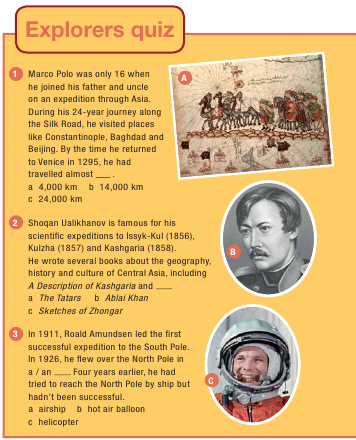 Explorers quiz
1 Marco Polo was only 16 when
he joined his father and uncle
on an expedition through Asia.
During his 24-year journey along
the Silk Road, he visited places
like Constantinople, Baghdad and
Beijing. By the time he returned
to Venice in 1295, he had
travelled almost ___ .
a 4,000 km b 14,000 km
c 24,000 km
A
2 Shoqan Ualikhanov is famous for his
scientific expeditions to Issyk-Kul (1856),
Kulzha (1857) and Kashgaria (1858).
He wrote several books about the geography,
history and culture of Central Asia, including
A Description of Kashgaria and ___.
a The Tatars b Ablai Khan
c Sketches of Zhongar
B
3 In 1911, Roald Amundsen led the first
successful expedition to the South Pole.
In 1926, he flew over the North Pole in
a / an ___. Four years earlier, he had
tried to reach the North Pole by ship but
hadn't been successful.
a airship b hot air balloon
c helicopter
C